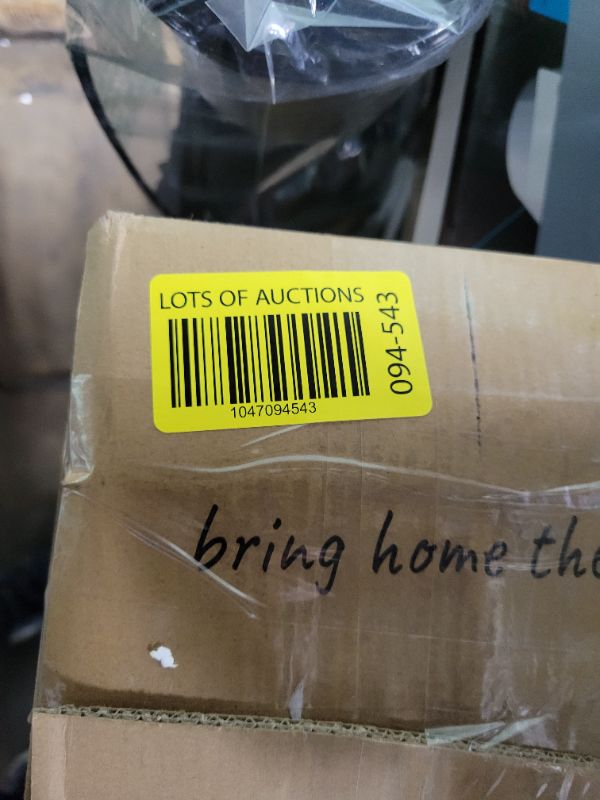 LOTS OF AUCTIONS
094-543
1047094543
bring home the